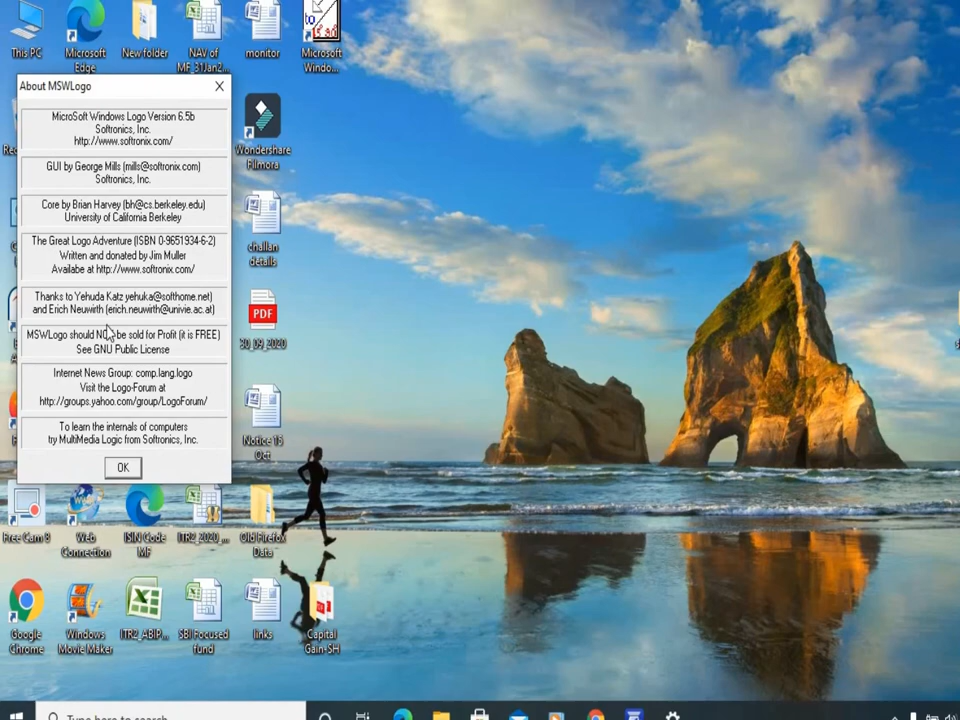 This PC
Microsoft
Edge
New folder
NAV of
MF_31Jan2...
monitor
Microsoft
Windo...
About MSWLogo
MicroSoft Windows Logo Version 6.5b
Softronics, Inc.
http://www.softronix.com/
GUI by George Mills (mills@softronix.com)
Softronics, Inc.
Core by Brian Harvey (bh@cs.berkeley.edu)
University of California Berkeley
The Great Logo Adventure (ISBN 0-9651934-6-2)
Written and donated by Jim Muller
Availabe at http://www.softronix.com/
Thanks to Yehuda Katz yehuka@softhome.net)
and Erich Neuwirth (erich.neuwirth@univie.ac.at)
MSWLogo should be sold for Profit (it is FREE)
See GNU Public License
Internet News Group: comp.lang.logo
Visit the Logo-Forum at
http://groups.yahoo.com/group/LogoForum/
To learn the internals of computers
try MultiMedia Logic from Softronics, Inc.
OK
Wondershare
Filmora
challan
details
PDF
30_09_2020
Notice 15
Oct
Free Cam 8
Web
Connection
ISIN Code
MF
ITR2_2020_...
Old Firefox
Data
Google
Chrome
Windows
Movie Maker
ITR2_ABIP...
SBI Focused
fund
links
Capital
Gain-SH
Type here to search